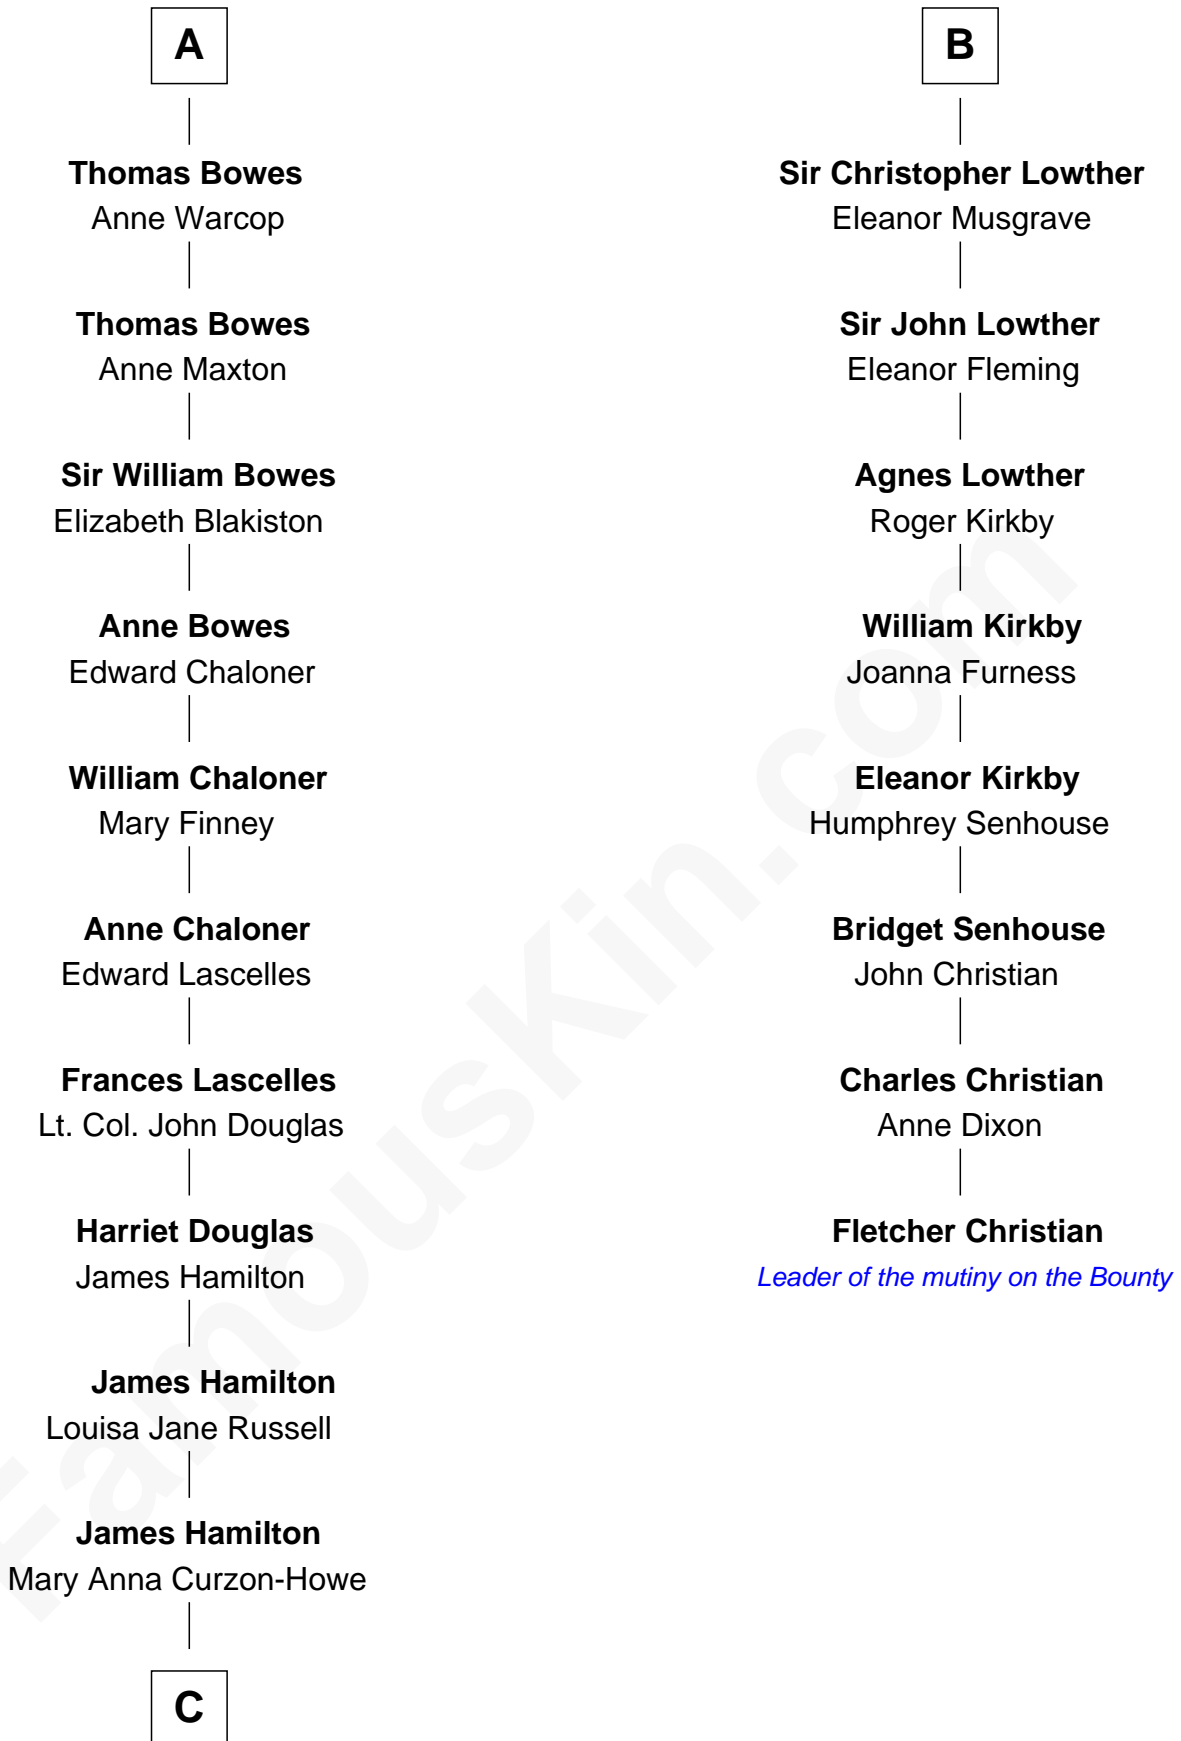 A
Thomas Bowes
Anne Warcop
Thomas Bowes
Anne Maxton
Sir William Bowes
Elizabeth Blakiston
Anne Bowes
Edward Chaloner
William Chaloner
Mary Finney
Anne Chaloner
Edward Lascelles
Frances Lascelles
Lt. Col. John Douglas
Harriet Douglas
James Hamilton
James Hamilton
Louisa Jane Russell
James Hamilton
Mary Anna Curzon-Howe
C
B
Sir Christopher Lowther
Eleanor Musgrave
Sir John Lowther
Eleanor Fleming
Agnes Lowther
Roger Kirkby
William Kirkby
Joanna Furness
Eleanor Kirkby
Humphrey Senhouse
Bridget Senhouse
John Christian
Charles Christian
Anne Dixon
Fletcher Christian
Leader of the mutiny on the Bounty
FamousKin.com